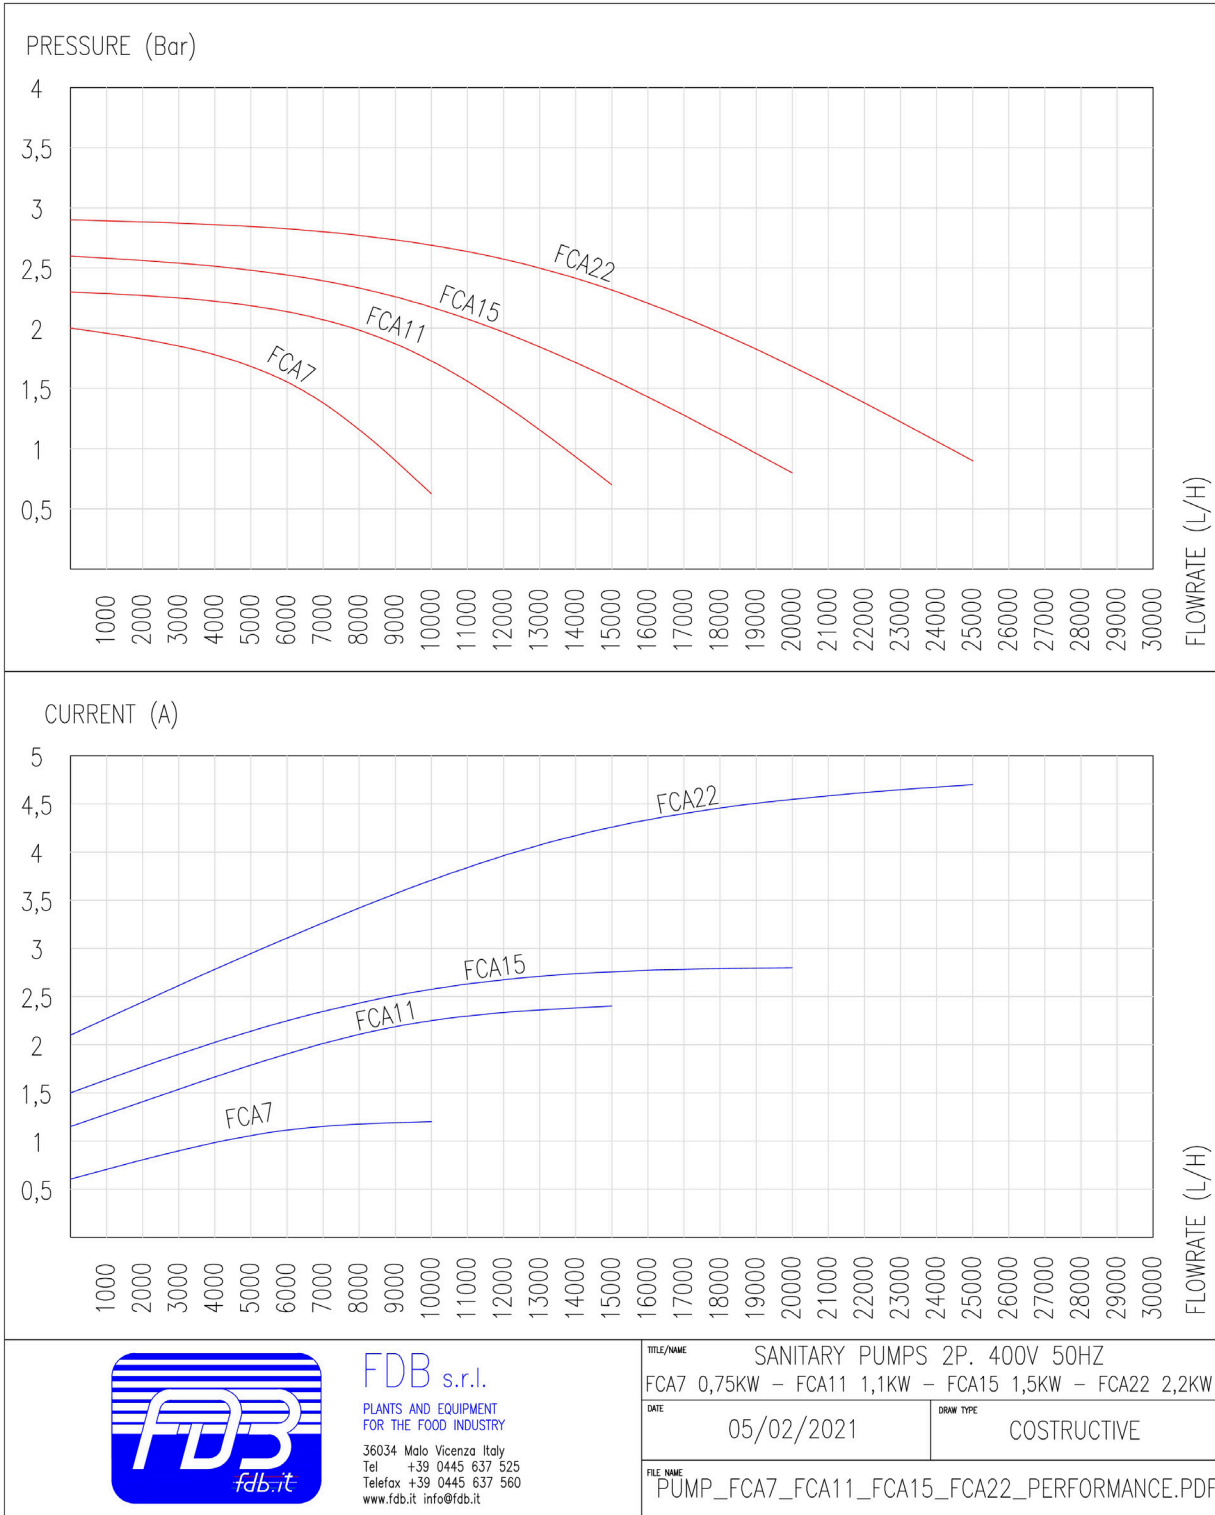 PRESSURE (Bar)
4
3,5
3
2,5
2
1,5
1
0,5
FCA22
FCA15
FCA11
FCA7
1000 2000 3000 4000 5000 6000 7000 8000 9000 10000 11000 12000 13000 14000 15000 16000 17000 18000 19000 20000 21000 22000 23000 24000 25000 26000 27000 28000 29000 30000
FLOWRATE (L/H)
CURRENT (A)
5
4,5
4
3,5
3
2,5
2
1,5
1
0,5
FCA22
FCA15
FCA11
FCA7
1000 2000 3000 4000 5000 6000 7000 8000 9000 10000 11000 12000 13000 14000 15000 16000 17000 18000 19000 20000 21000 22000 23000 24000 25000 26000 27000 28000 29000 30000
FLOWRATE (L/H)
FDB
fdb.it
FDB s.r.l.
PLANTS AND EQUIPMENT
FOR THE FOOD INDUSTRY
36034 Malo Vicenza Italy
Tel +39 0445 637 525
Telefax +39 0445 637 560
www.fdb.it info@fdb.it
TITLE/NAME
SANITARY PUMPS 2P. 400V 50HZ
FCA7 0,75KW – FCA11 1,1KW – FCA15 1,5KW – FCA22 2,2KW
DATE
05/02/2021
DRAW TYPE
COSTRUCTIVE
FILE NAME
PUMP_FCA7_FCA11_FCA15_FCA22_PERFORMANCE.PDF